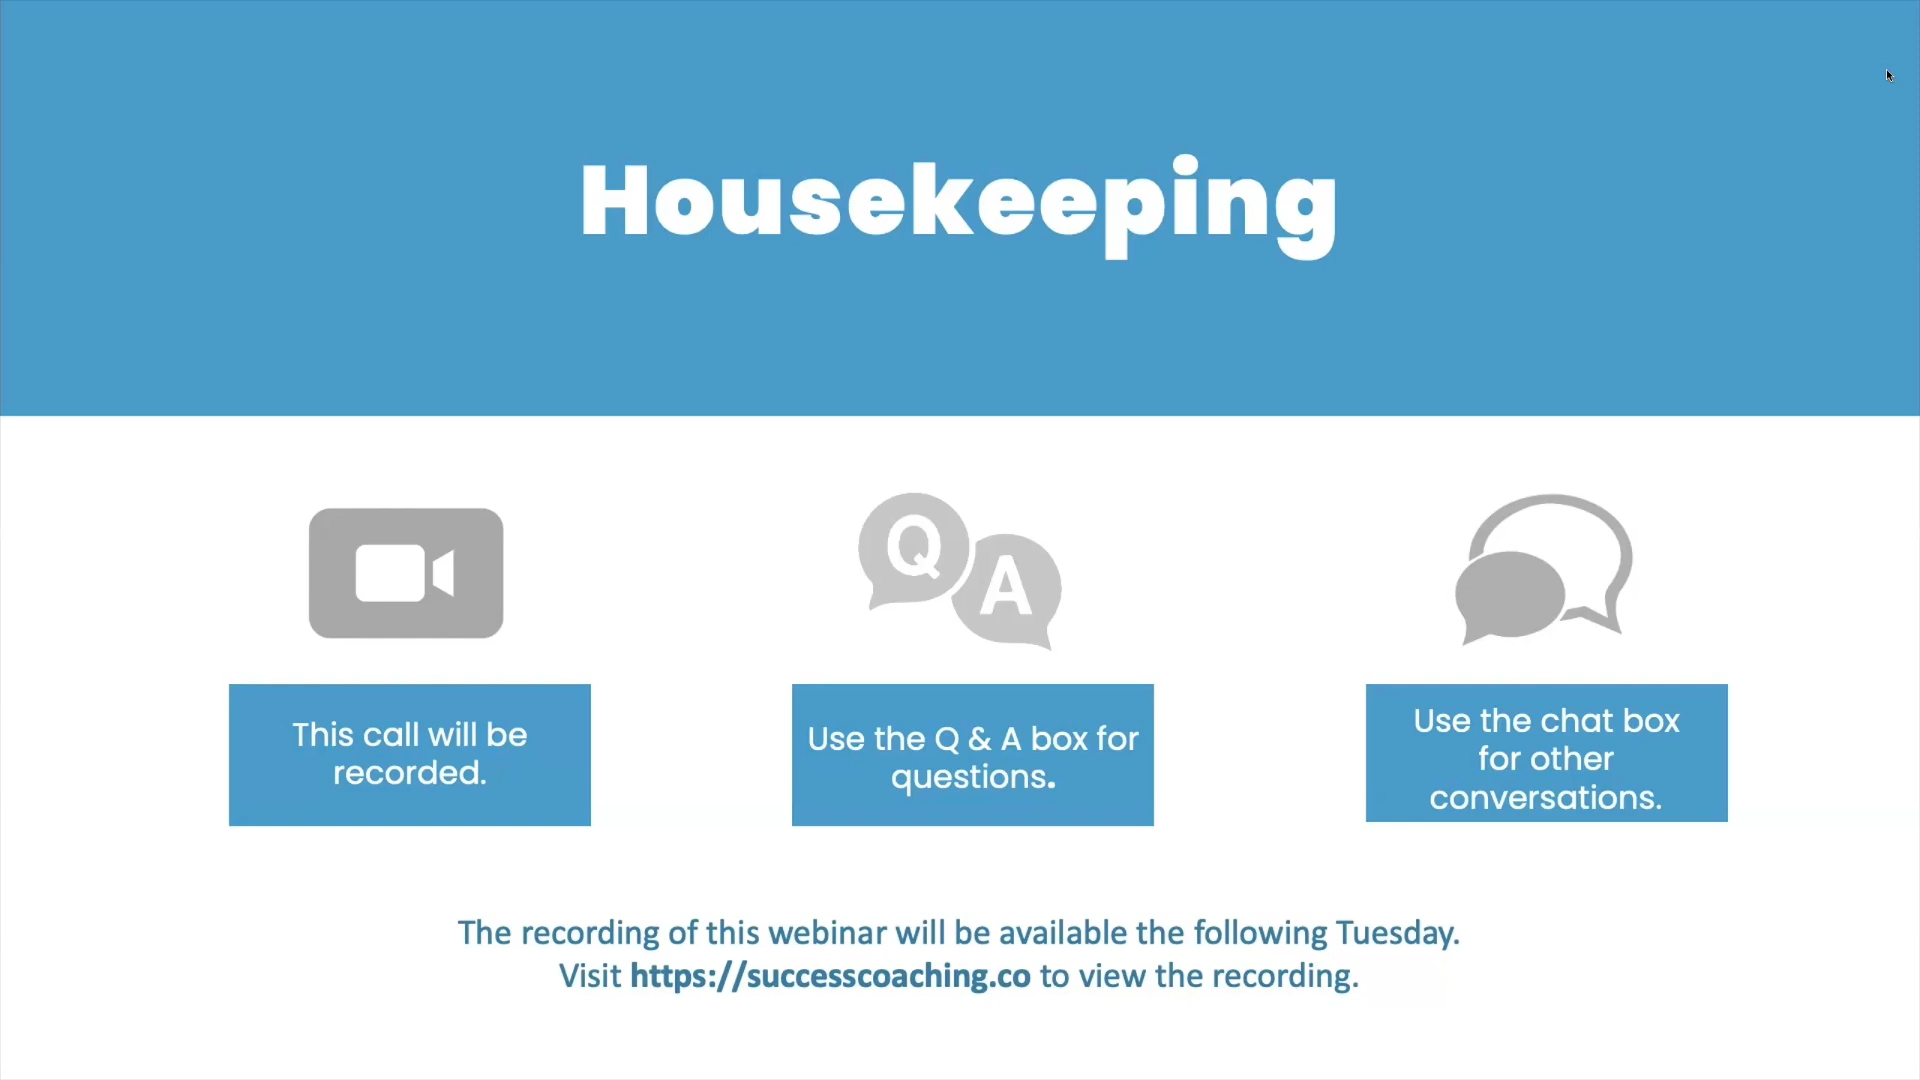 Housekeeping
Q
A
This call will be
recorded.
Use the Q & A box for
questions.
Use the chat box
for other
conversations.
The recording of this webinar will be available the following Tuesday.
Visit https://successcoaching.co to view the recording.